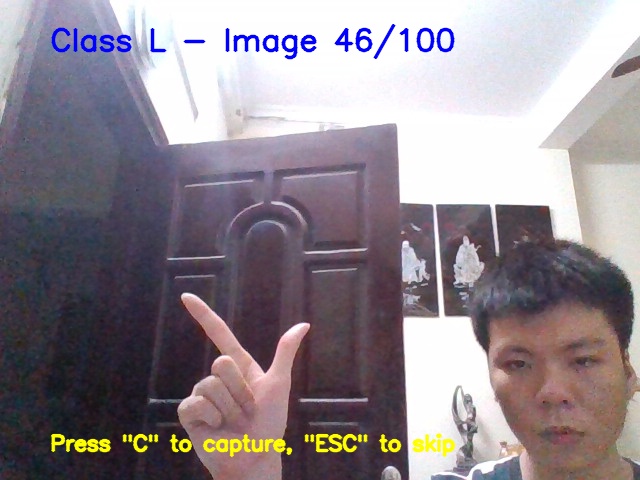 Class L - Image 46/100
Press "C" to capture, "ESC" to skip